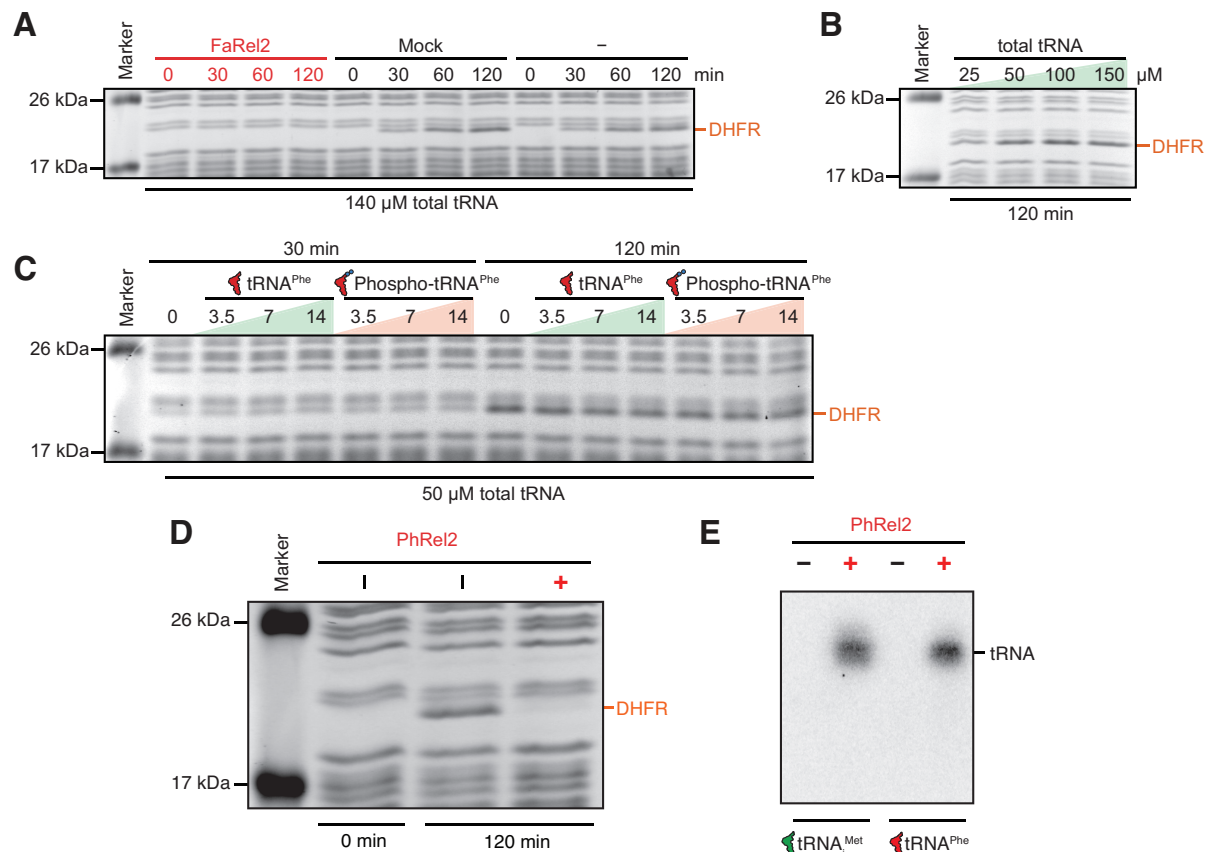 A
Marker
FaRel2 Mock –
0 30 60 120 0 30 60 120 0 30 60 120 min
26 kDa
DHFR
17 kDa
140 µM total tRNA
B
Marker
total tRNA
25 50 100 150 µM
26 kDa
DHFR
17 kDa
120 min
C
Marker
30 min 120 min
tRNAPhe Phospho-tRNAPhe tRNAPhe Phospho-tRNAPhe
0 3.5 7 14 3.5 7 14 0 3.5 7 14 3.5 7 14
26 kDa
DHFR
17 kDa
50 µM total tRNA
D
Marker
PhRel2
– – +
26 kDa
DHFR
17 kDa
0 min 120 min
E
PhRel2
– + – +
tRNA
tRNAiMet tRNAPhe